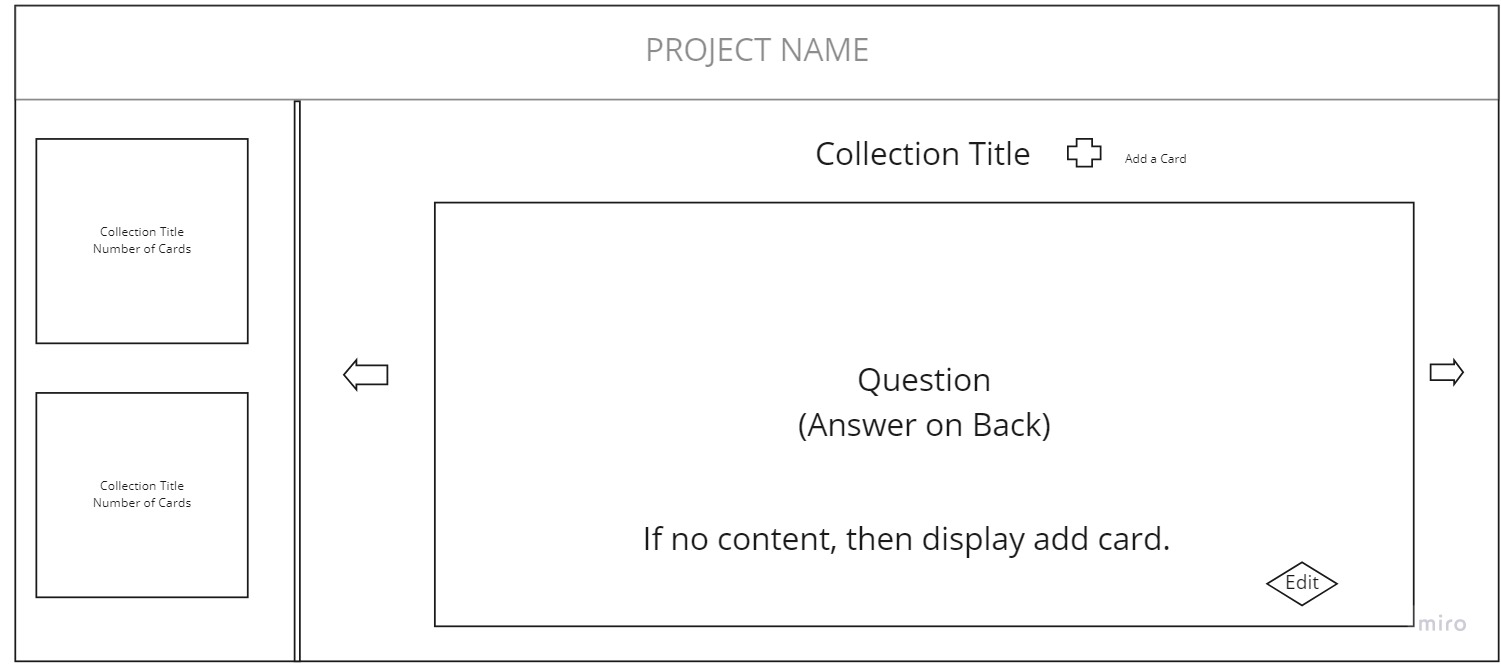 PROJECT NAME
Collection Title
Number of Cards
Collection Title
Number of Cards
Collection Title
Add a Card
Question
(Answer on Back)
If no content, then display add card.
Edit
miro